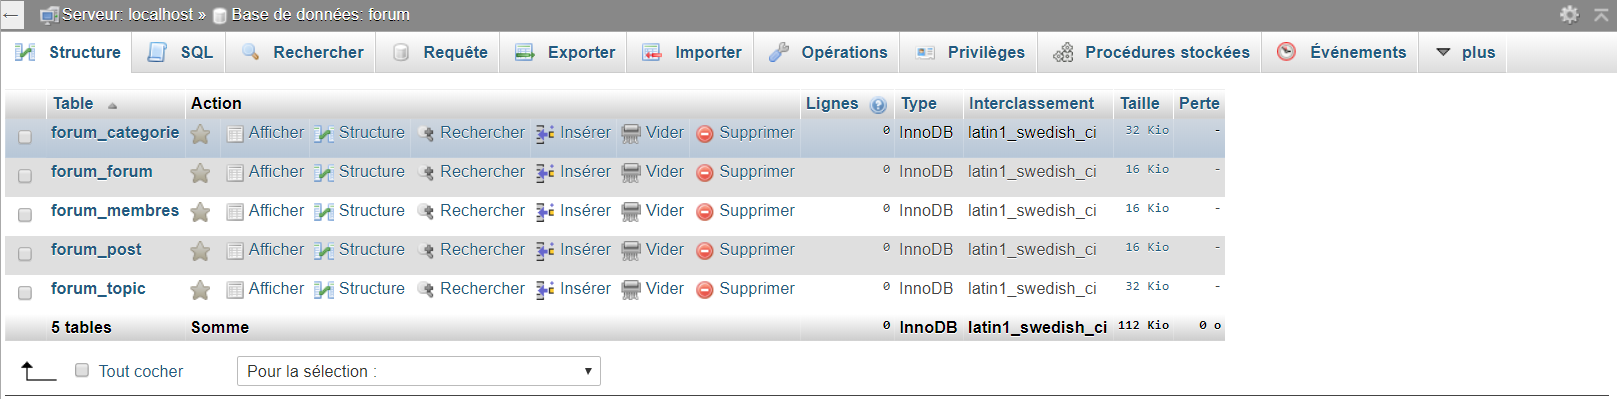 ← Serveur: localhost » Base de données: forum
Structure SQL Rechercher Requête Exporter Importer Opérations Privilèges Procédures stockées Événements plus
Table Action Lignes ? Type Interclassement Taille Perte
forum_categorie Afficher Structure Rechercher Insérer Vider Supprimer 0 InnoDB latin1_swedish_ci 32 Kio -
forum_forum Afficher Structure Rechercher Insérer Vider Supprimer 0 InnoDB latin1_swedish_ci 16 Kio -
forum_membres Afficher Structure Rechercher Insérer Vider Supprimer 0 InnoDB latin1_swedish_ci 16 Kio -
forum_post Afficher Structure Rechercher Insérer Vider Supprimer 0 InnoDB latin1_swedish_ci 16 Kio -
forum_topic Afficher Structure Rechercher Insérer Vider Supprimer 0 InnoDB latin1_swedish_ci 32 Kio -
5 tables Somme 0 InnoDB latin1_swedish_ci 112 Kio 0 o
Tout cocher Pour la sélection :